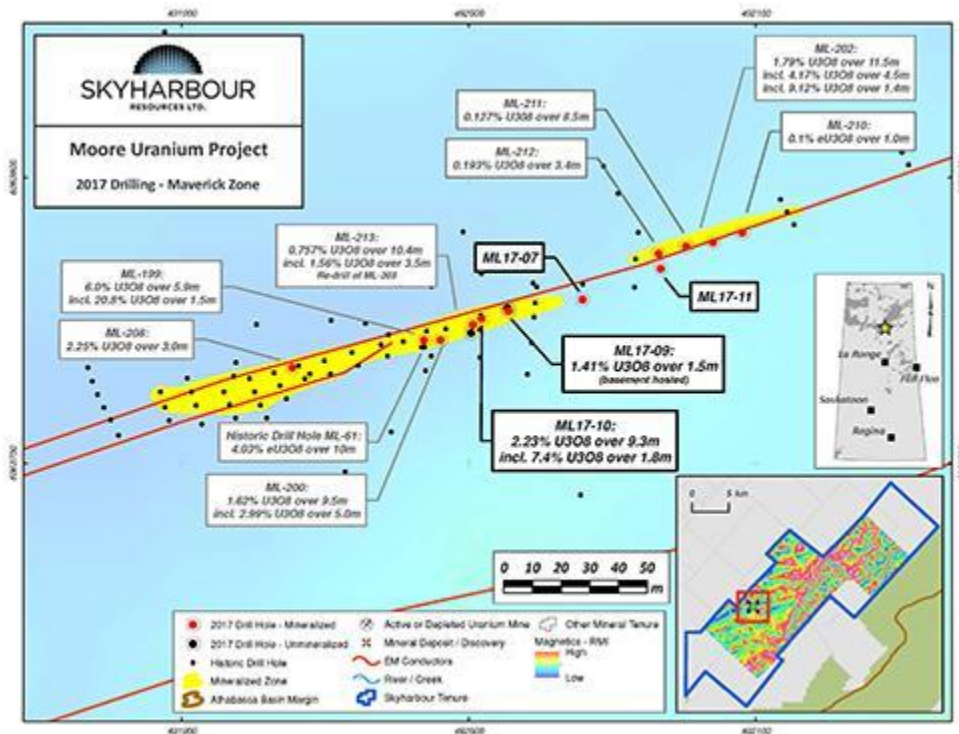 SKYHARBOUR
RESOURCES LTD.
Moore Uranium Project
2017 Drilling - Maverick Zone
ML-202:
1.79% U3O8 over 11.5m
incl. 4.17% U3O8 over 4.5m
incl. 9.12% U3O8 over 1.4m
ML-211:
0.127% U3O8 over 8.5m
ML-210:
0.1% eU3O8 over 1.0m
ML-212:
0.193% U3O8 over 3.4m
ML-213:
0.757% U3O8 over 10.4m
incl. 1.56% U3O8 over 3.5m
Re-drill of ML-203
ML17-07
ML-199:
6.0% U3O8 over 5.9m
incl. 20.8% U3O8 over 1.5m
ML17-11
ML-208:
2.25% U3O8 over 3.0m
ML17-09:
1.41% U3O8 over 1.5m
(basement hosted)
ML17-10:
2.23% U3O8 over 9.3m
incl. 7.4% U3O8 over 1.8m
Historic Drill Hole ML-61:
4.03% eU3O8 over 10m
ML-200:
1.62% U3O8 over 9.5m
incl. 2.99% U3O8 over 5.0m
La Ronge
Flin Flon
Saskatoon
Regina
0 5 km
0 10 20 30 40 50
m
2017 Drill Hole - Mineralized
2017 Drill Hole - Unmineralized
Historic Drill Hole
Mineralized Zone
Athabasca Basin Margin
Active or Depleted Uranium Mine
Mineral Deposit / Discovery
EM Conductors
River / Creek
Skyharbour Tenure
Other Mineral Tenure
Magnetics - RMI
High
Low